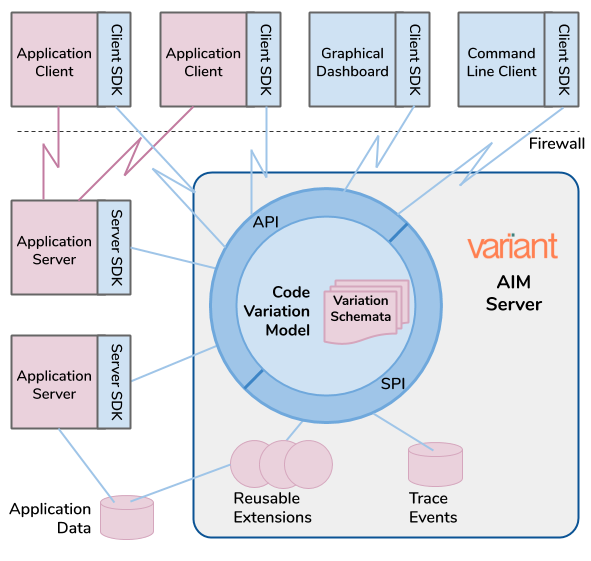 Application
Client
Client SDK
Application
Client
Client SDK
Graphical
Dashboard
Client SDK
Command
Line Client
Client SDK
Firewall
Application
Server
Server SDK
API
variant
AIM
Server
Code
Variation
Model
Variation
Schemata
Application
Server
Server SDK
SPI
Reusable
Extensions
Trace
Events
Application
Data